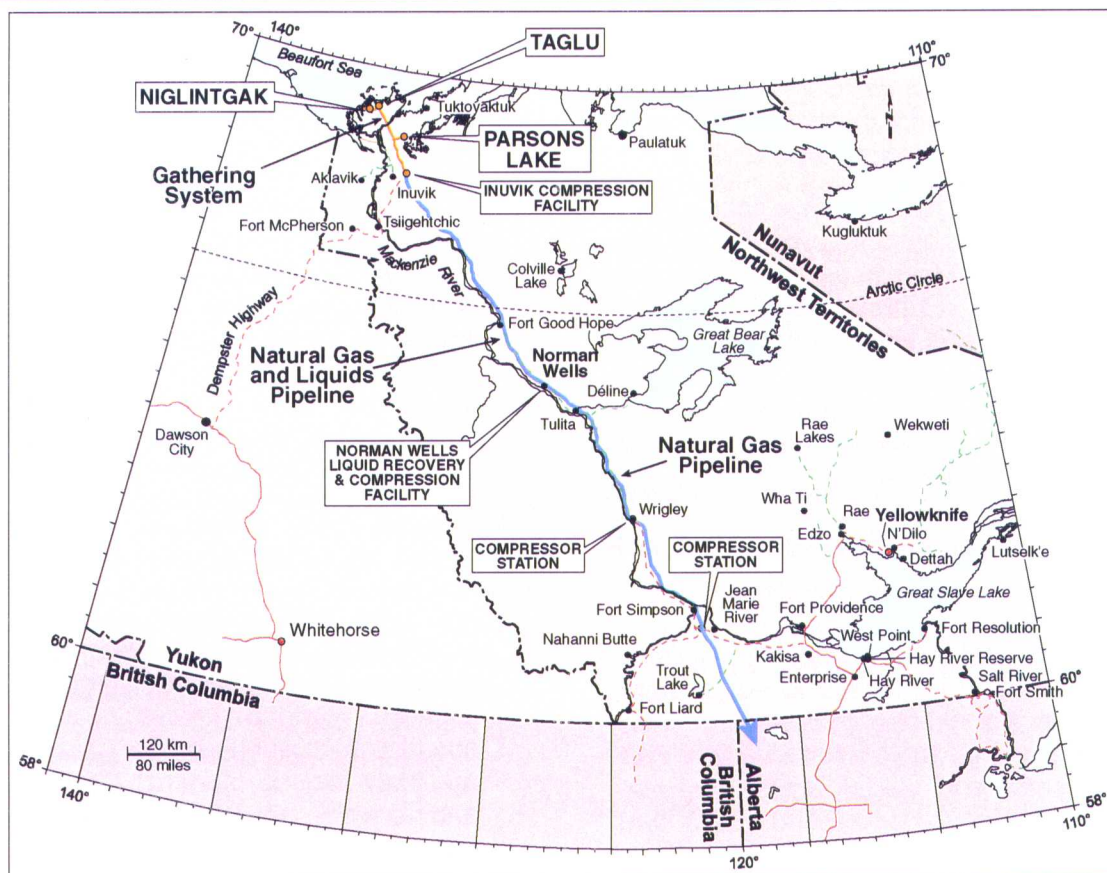 70°
140°
110°
70°
Beaufort Sea
TAGLU
NIGLINTGAK
Tuktoyaktuk
PARSONS
LAKE
Paulatuk
N
Gathering
System
Aklavik
Inuvik
INUVIK COMPRESSION
FACILITY
Kugluktuk
Fort McPherson
Tsiigehtchic
Mackenzie River
Colville
Lake
Nunavut
Northwest Territories
Arctic Circle
Dempster Highway
Fort Good Hope
Great Bear
Lake
Natural Gas
and Liquids
Pipeline
Norman
Wells
Déline
Tulita
Dawson
City
NORMAN WELLS
LIQUID RECOVERY
& COMPRESSION
FACILITY
Natural Gas
Pipeline
Rae
Lakes
Wekweti
Wha Ti
Rae
Edzo
Yellowknife
N'Dilo
Dettah
Lutselk'e
Wrigley
COMPRESSOR
STATION
COMPRESSOR
STATION
Great Slave Lake
Fort Simpson
Jean
Marie
River
Fort Providence
West Point
Fort Resolution
Whitehorse
Nahanni Butte
Kakisa
Hay River Reserve
Enterprise
Hay River
Salt River
Fort Smith
Trout
Lake
Fort Liard
60°
60°
Yukon
British Columbia
120 km
80 miles
Alberta
British
Columbia
58°
140°
120°
58°
110°